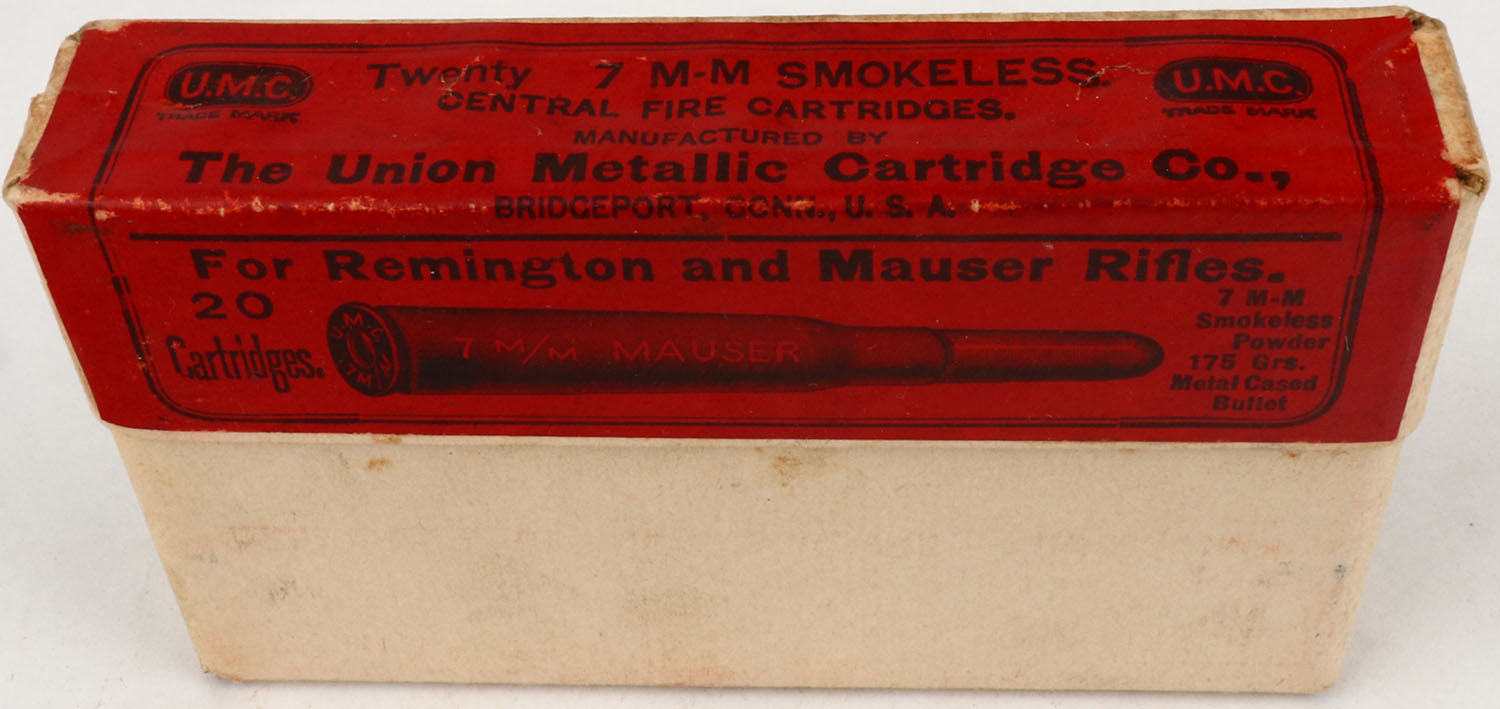 U.M.C. Twenty 7 M-M SMOKELESS. U.M.C.
TRADE MARK CENTRAL FIRE CARTRIDGES. TRADE MARK
MANUFACTURED BY
The Union Metallic Cartridge Co.,
BRIDGEPORT, CONN., U. S. A.
For Remington and Mauser Rifles.
20
Cartridges.
U.M.C.
7 M/M
7 M/M MAUSER
7 M-M
Smokeless
Powder
175 Grs.
Metal Cased
Bullet